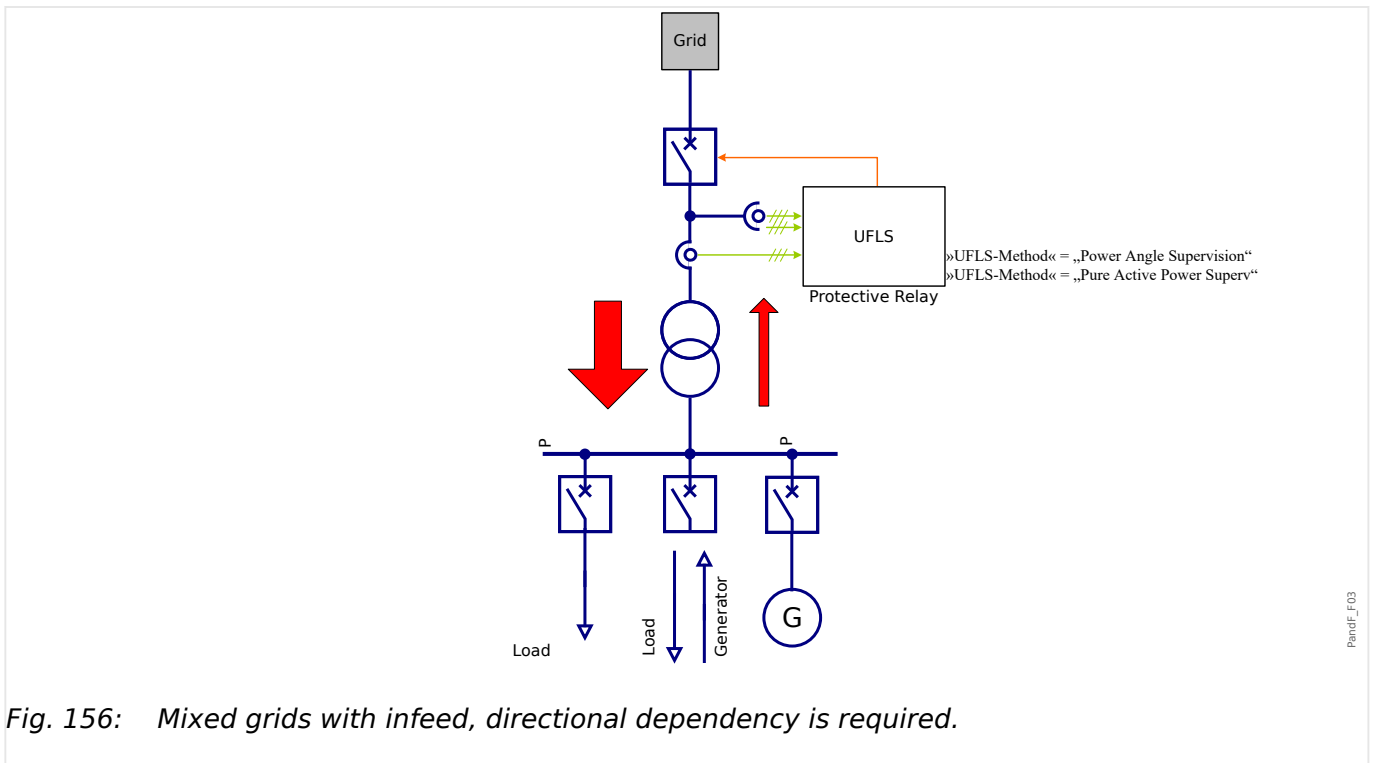 Grid
UFLS
»UFLS-Method« = „Power Angle Supervision“
»UFLS-Method« = „Pure Active Power Superv“
Protective Relay
P
P
Load
Generator
G
Load
PandF_F03
Fig. 156: Mixed grids with infeed, directional dependency is required.